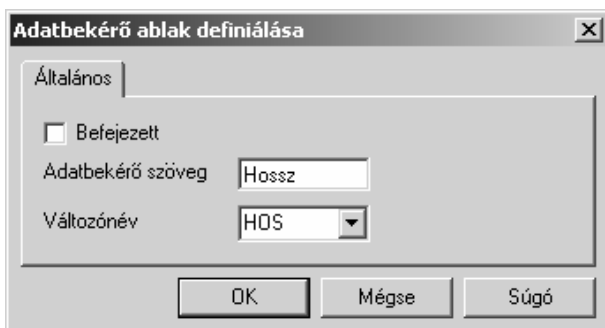 Adatbekérő ablak definiálása
Általános
Befejezett
Adatbekérő szöveg Hossz
Változónév HOS
OK Mégse Súgó